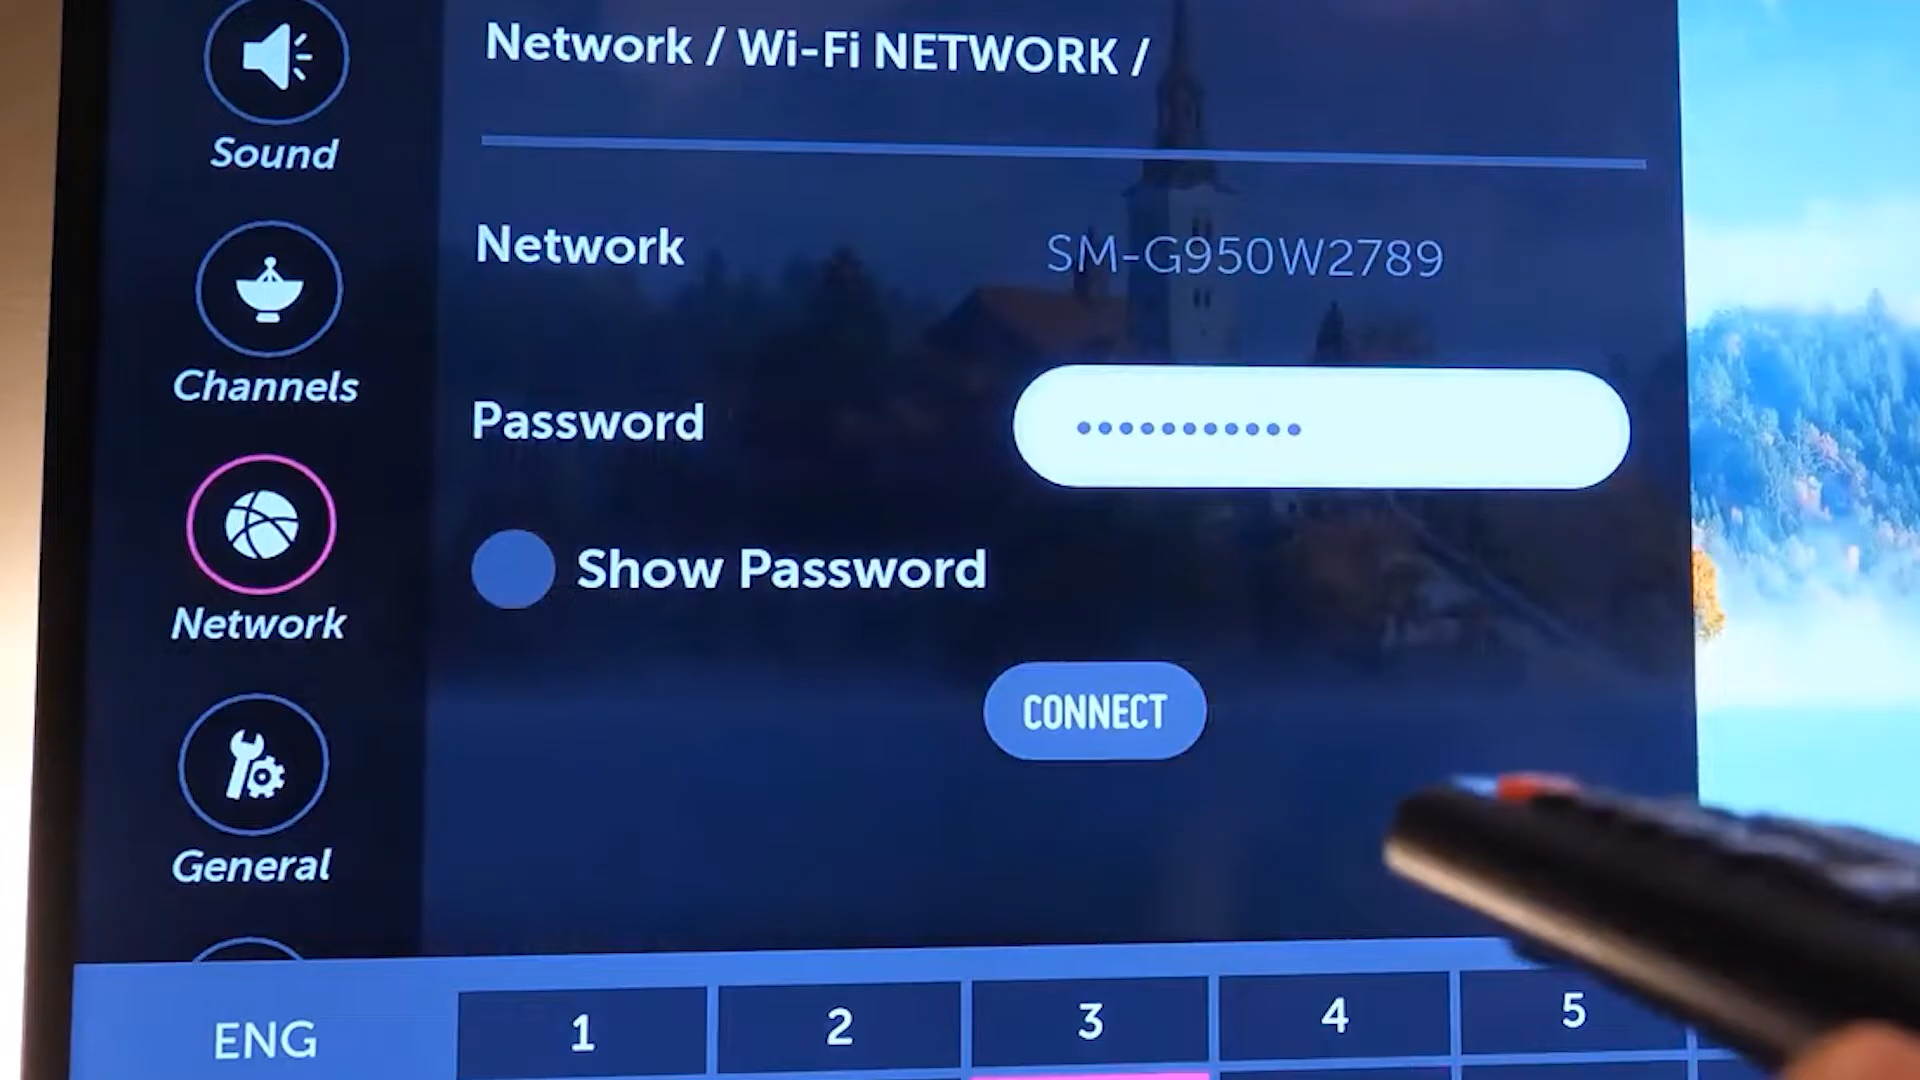 Network / Wi-Fi NETWORK /
Sound
Network SM-G950W2789
Channels
Password •••••••••••
Show Password
Network
CONNECT
General
ENG 1 2 3 4 5